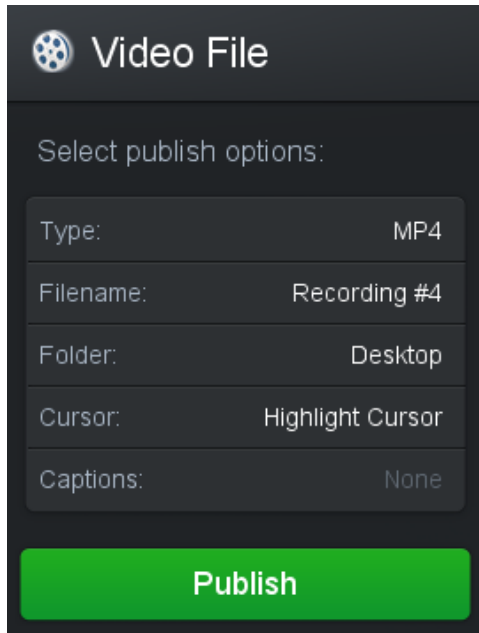 Video File
Select publish options:
Type: MP4
Filename: Recording #4
Folder: Desktop
Cursor: Highlight Cursor
Captions: None
Publish